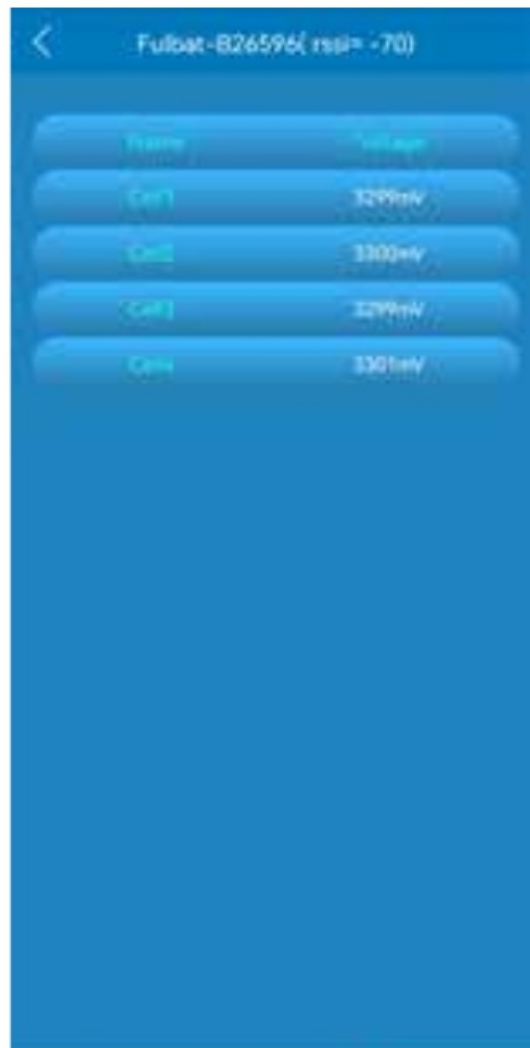 Fulbat-B26596( rssi= -70)
Name Voltage
Cell1 3299mV
Cell2 3300mV
Cell3 3299mV
Cell4 3301mV